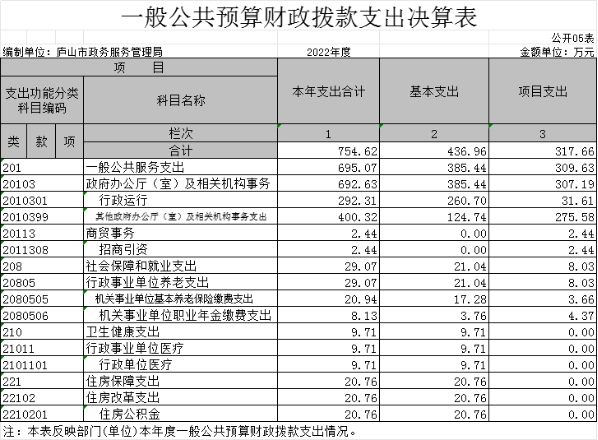 一般公共预算财政拨款支出决算表
公开05表
编制单位：庐山市政务服务管理局 2022年度 金额单位：万元
项 目 本年支出合计 基本支出 项目支出
支出功能分类科目编码 科目名称
类 款 项 栏次 1 2 3
合计 754.62 436.96 317.66
201 一般公共服务支出 695.07 385.44 309.63
20103 政府办公厅（室）及相关机构事务 692.63 385.44 307.19
2010301 行政运行 292.31 260.70 31.61
2010399 其他政府办公厅（室）及相关机构事务支出 400.32 124.74 275.58
20113 商贸事务 2.44 0.00 2.44
2011308 招商引资 2.44 0.00 2.44
208 社会保障和就业支出 29.07 21.04 8.03
20805 行政事业单位养老支出 29.07 21.04 8.03
2080505 机关事业单位基本养老保险缴费支出 20.94 17.28 3.66
2080506 机关事业单位职业年金缴费支出 8.13 3.76 4.37
210 卫生健康支出 9.71 9.71 0.00
21011 行政事业单位医疗 9.71 9.71 0.00
2101101 行政单位医疗 9.71 9.71 0.00
221 住房保障支出 20.76 20.76 0.00
22102 住房改革支出 20.76 20.76 0.00
2210201 住房公积金 20.76 20.76 0.00
注：本表反映部门(单位)本年度一般公共预算财政拨款支出情况。